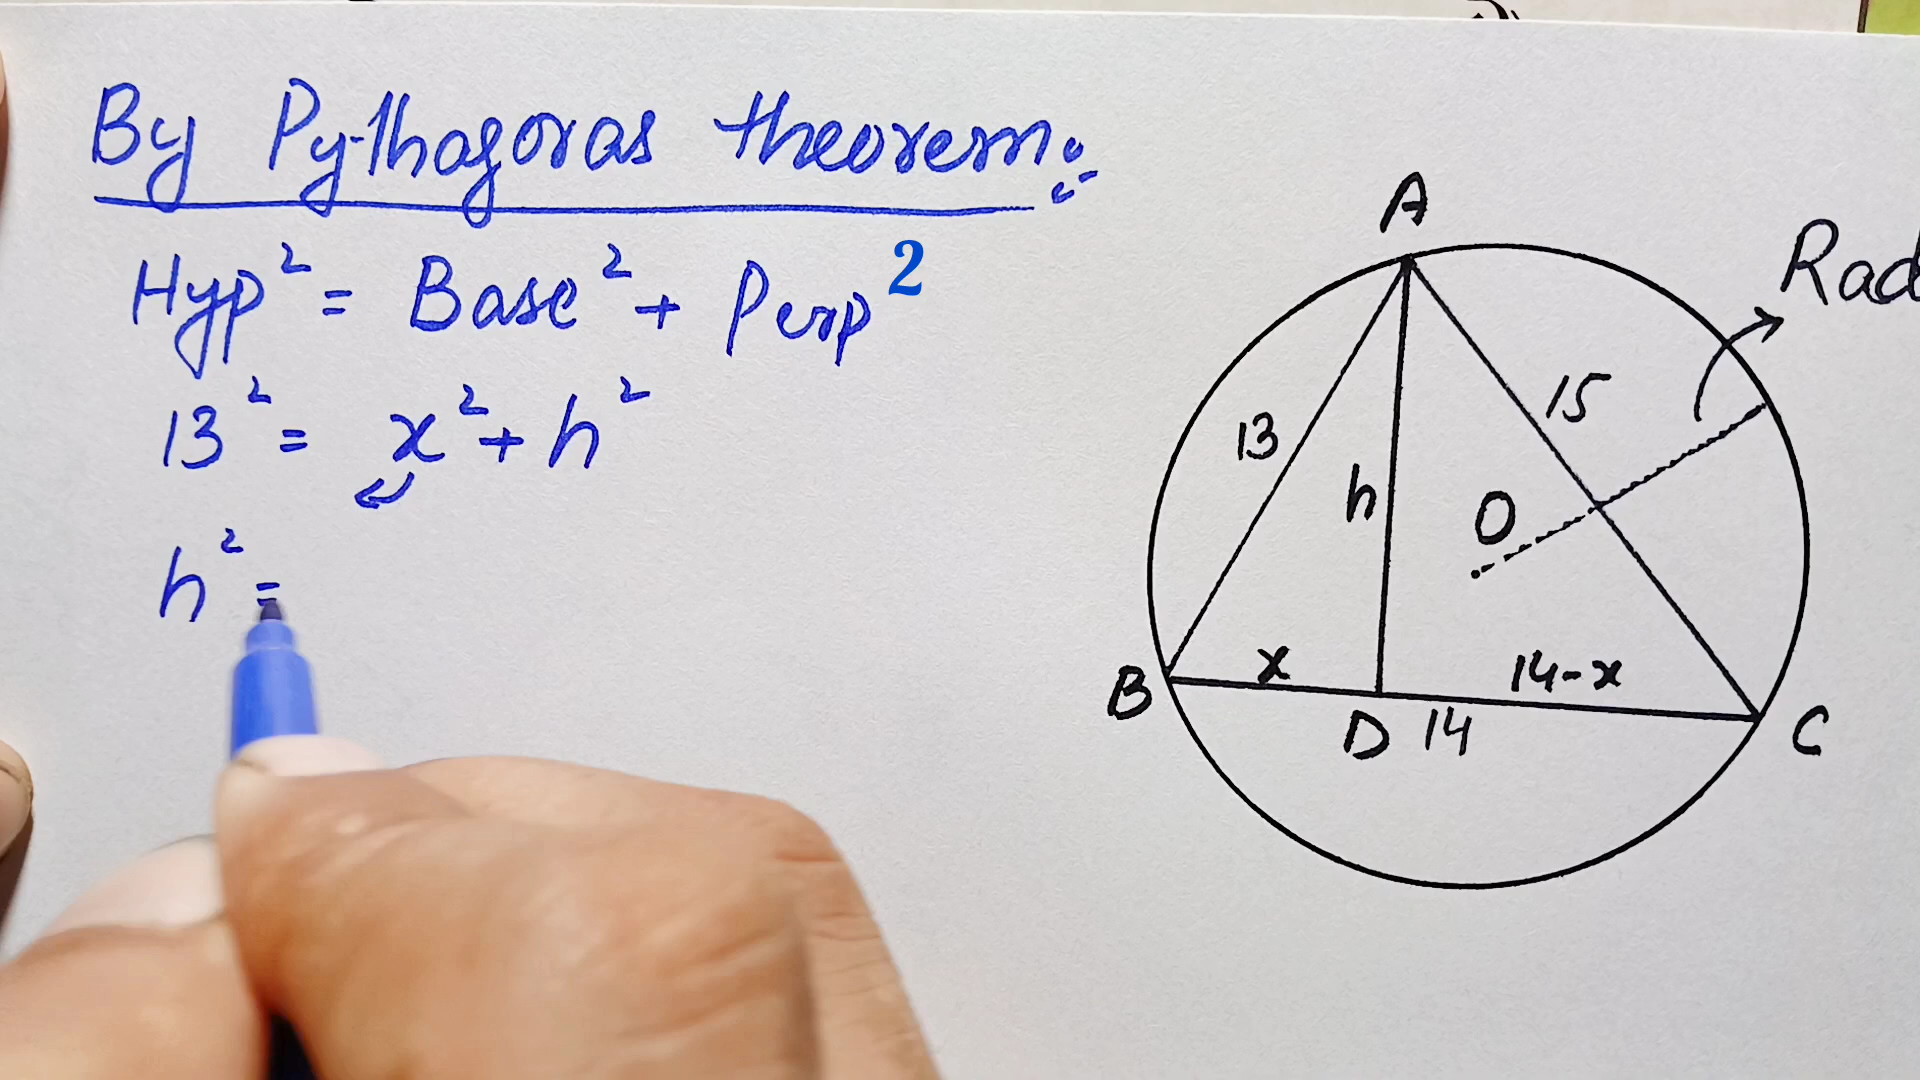 By Pythagoras theorem:-
Hyp² = Base² + Perp²
13² = x² + h²
h² =
A
Rad
15
13
h
O
x
14-x
B
D
14
C